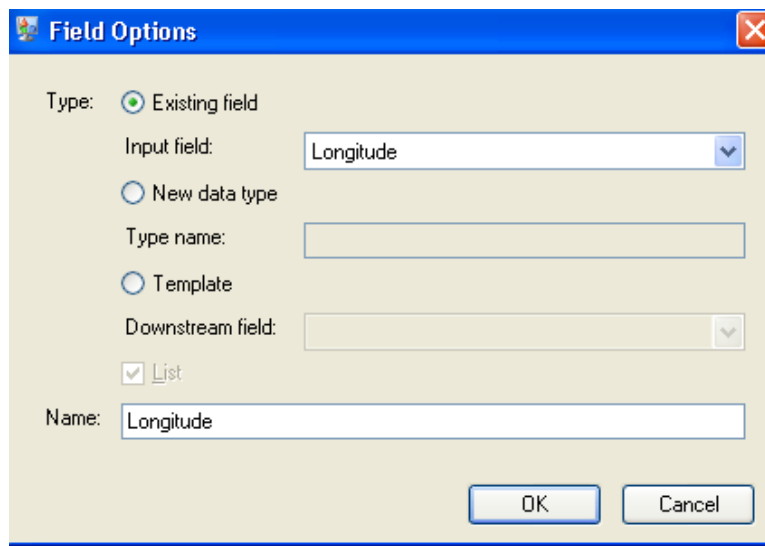 Field Options
Type: Existing field
Input field: Longitude
New data type
Type name:
Template
Downstream field:
List
Name: Longitude
OK Cancel